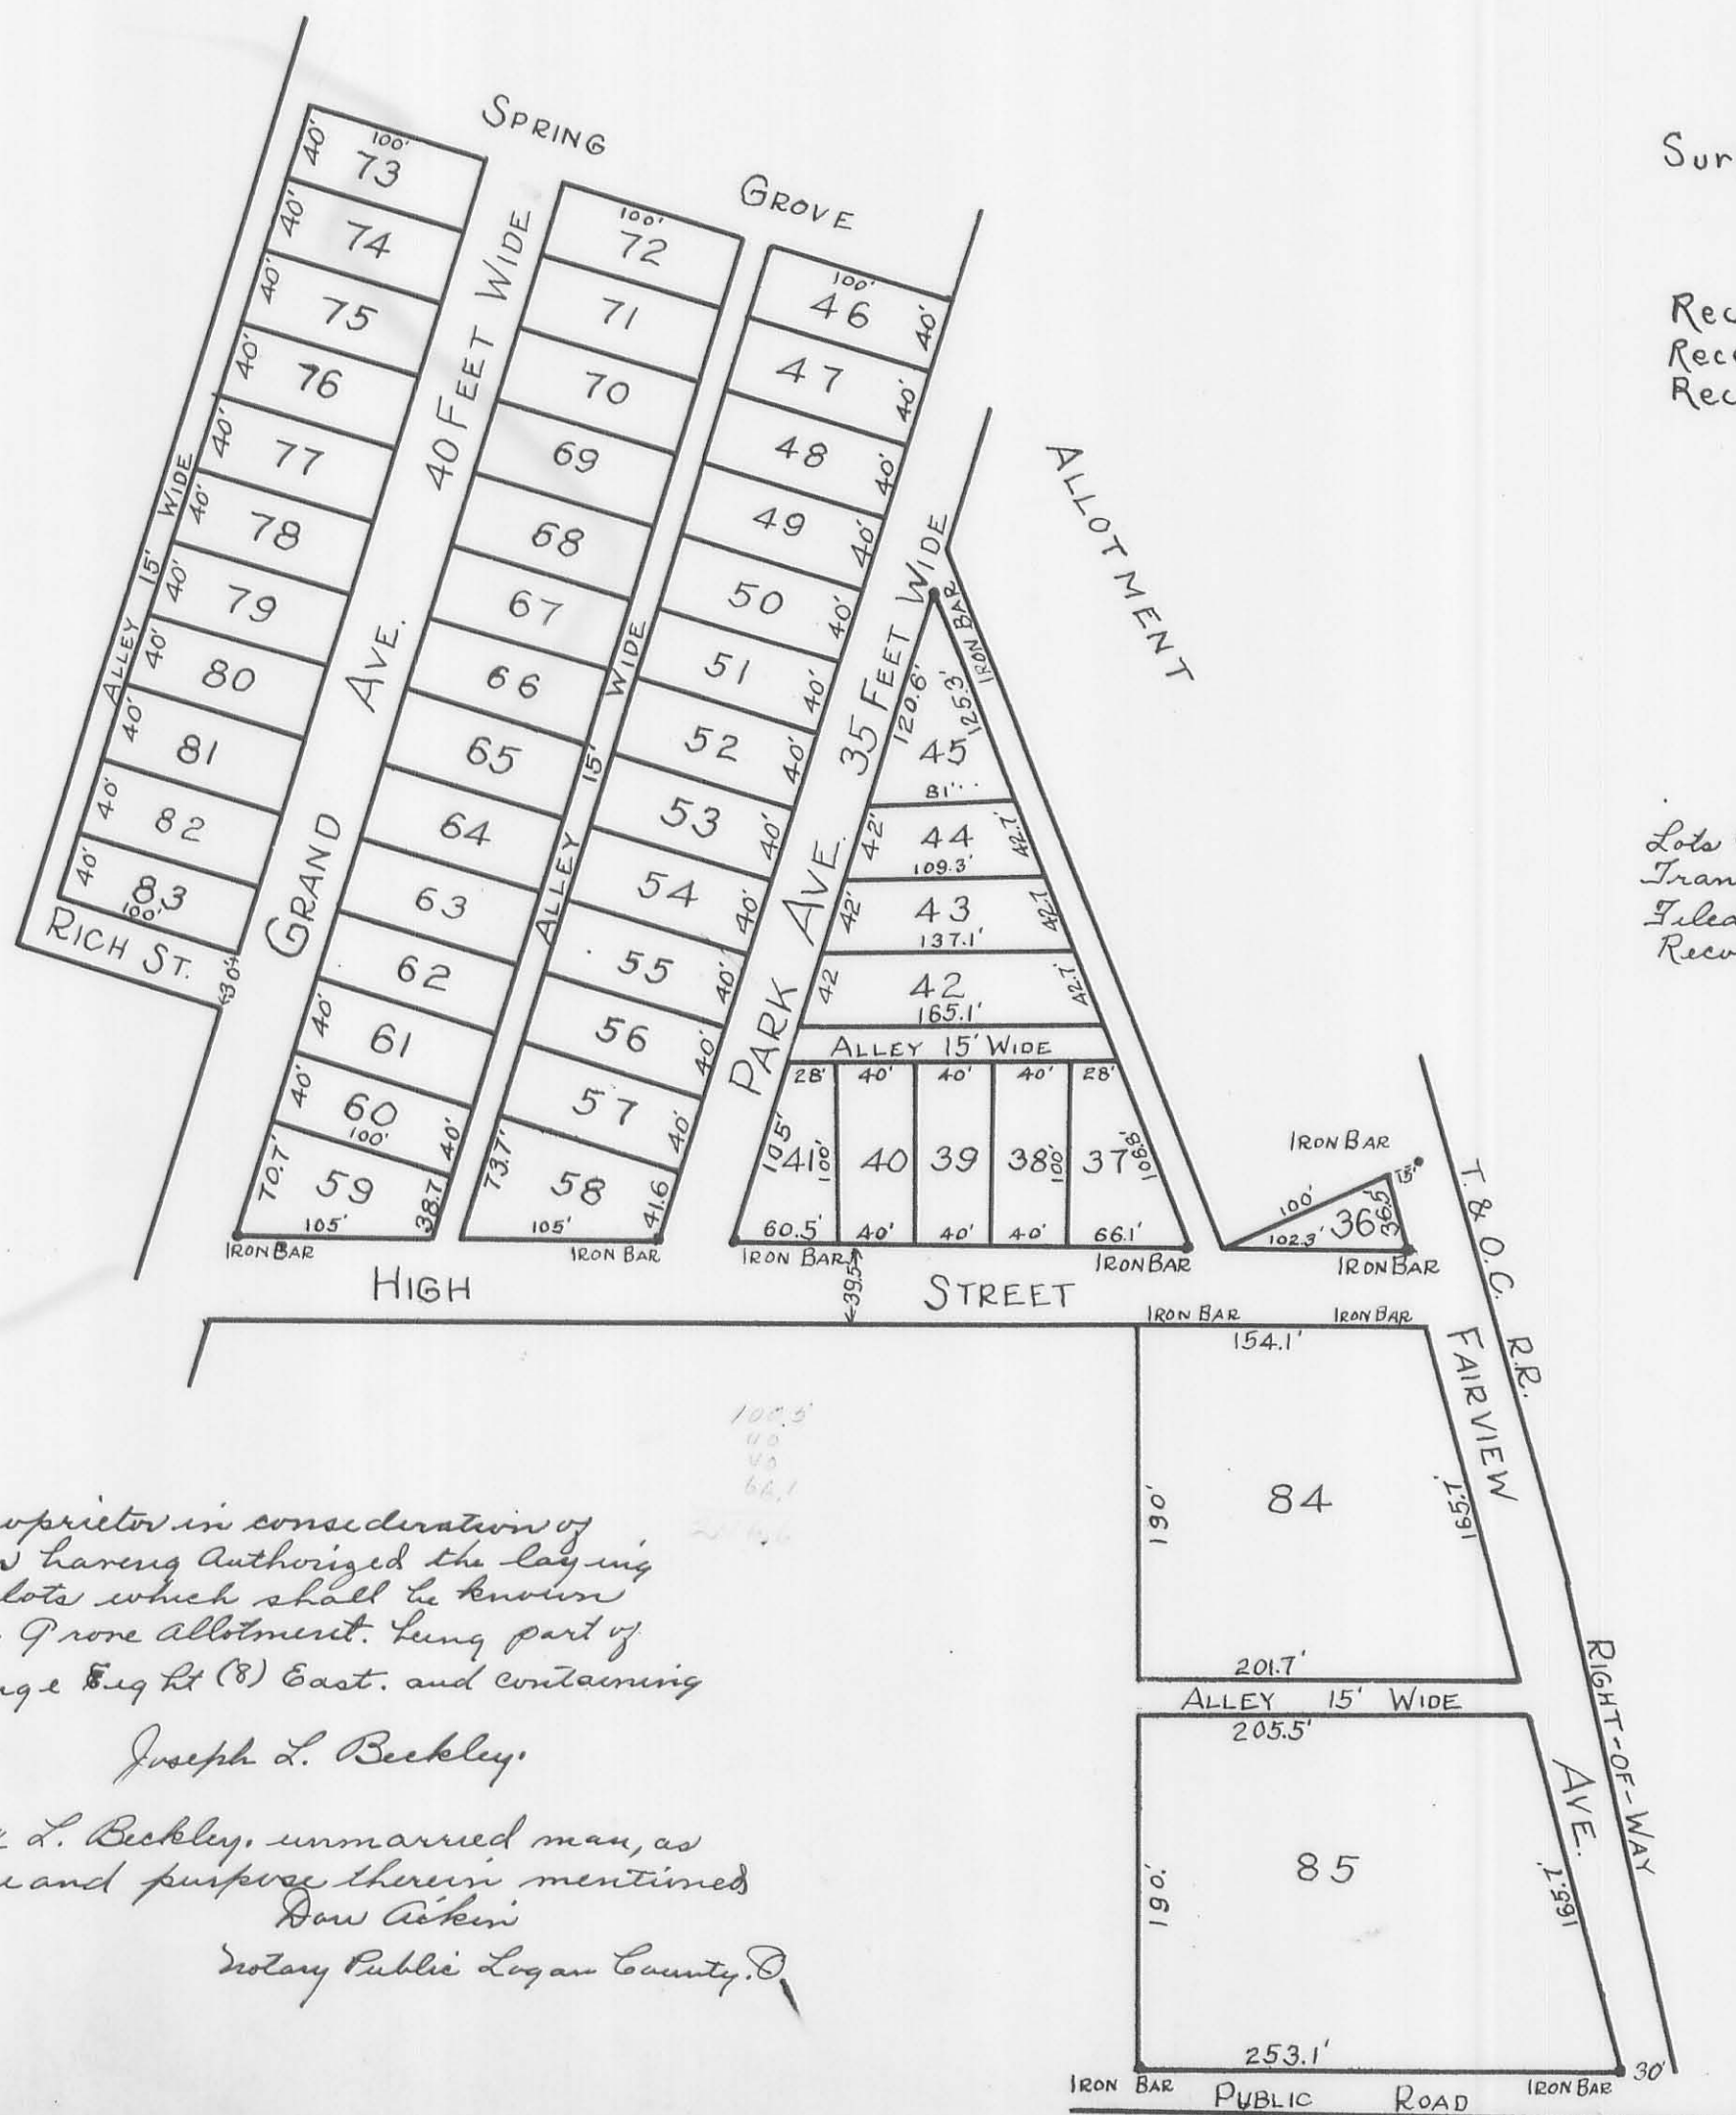 SPRING
GROVE
ALLOTMENT
Sur
Rec
Rece
Rec
100'
73
74
75
76
77
78
79
80
81
82
83
100'
40'
40'
40'
40'
40'
40'
40'
40'
40'
40'
40'
ALLEY 15' WIDE
RICH ST.
30'
GRAND AVE. 40 FEET WIDE
100'
72
71
70
69
68
67
66
65
64
63
62
61
60
100'
59
40'
40'
40'
70.7'
38.7
105'
IRON BAR
ALLEY 15' WIDE
100'
46
47
48
49
50
51
52
53
54
55
56
57
58
40'
40'
40'
40'
40'
40'
40'
40'
40'
40'
40'
40'
73.7'
41.6
105'
IRON BAR
PARK AVE. 35 FEET WIDE
IRON BAR
120.6'
125.3'
45
81'
42'
44
42.7'
109.3'
42'
43
42.7
137.1'
42
42
42.7'
165.1'
ALLEY 15' WIDE
28' 40' 40' 40' 28'
105'
41
100'
40
39
38
100'
37
106.8'
60.5' 40' 40' 40' 66.1'
IRON BAR
IRON BAR
39.5
HIGH STREET
IRON BAR
15'
100'
36
36.5'
102.3'
IRON BAR
T. & O.C. R.R. RIGHT-OF-WAY
FAIRVIEW AVE.
IRON BAR IRON BAR
154.1'
190'
84
195.7'
201.7'
ALLEY 15' WIDE
205.5'
190'
85
195.7'
253.1'
30'
IRON BAR
IRON BAR
PUBLIC ROAD
Lots
Tran
Filed
Reco
40
40
oprietor in consideration of
having Authorized the laying
lots which shall be known
Grove Allotment. being part of
nge Eight (8) East. and containing
Joseph L. Beckley.
L. Beckley. unmarried man, as
and purpose therein mentioned
Dow Aikin
Notary Public Logan County. O.